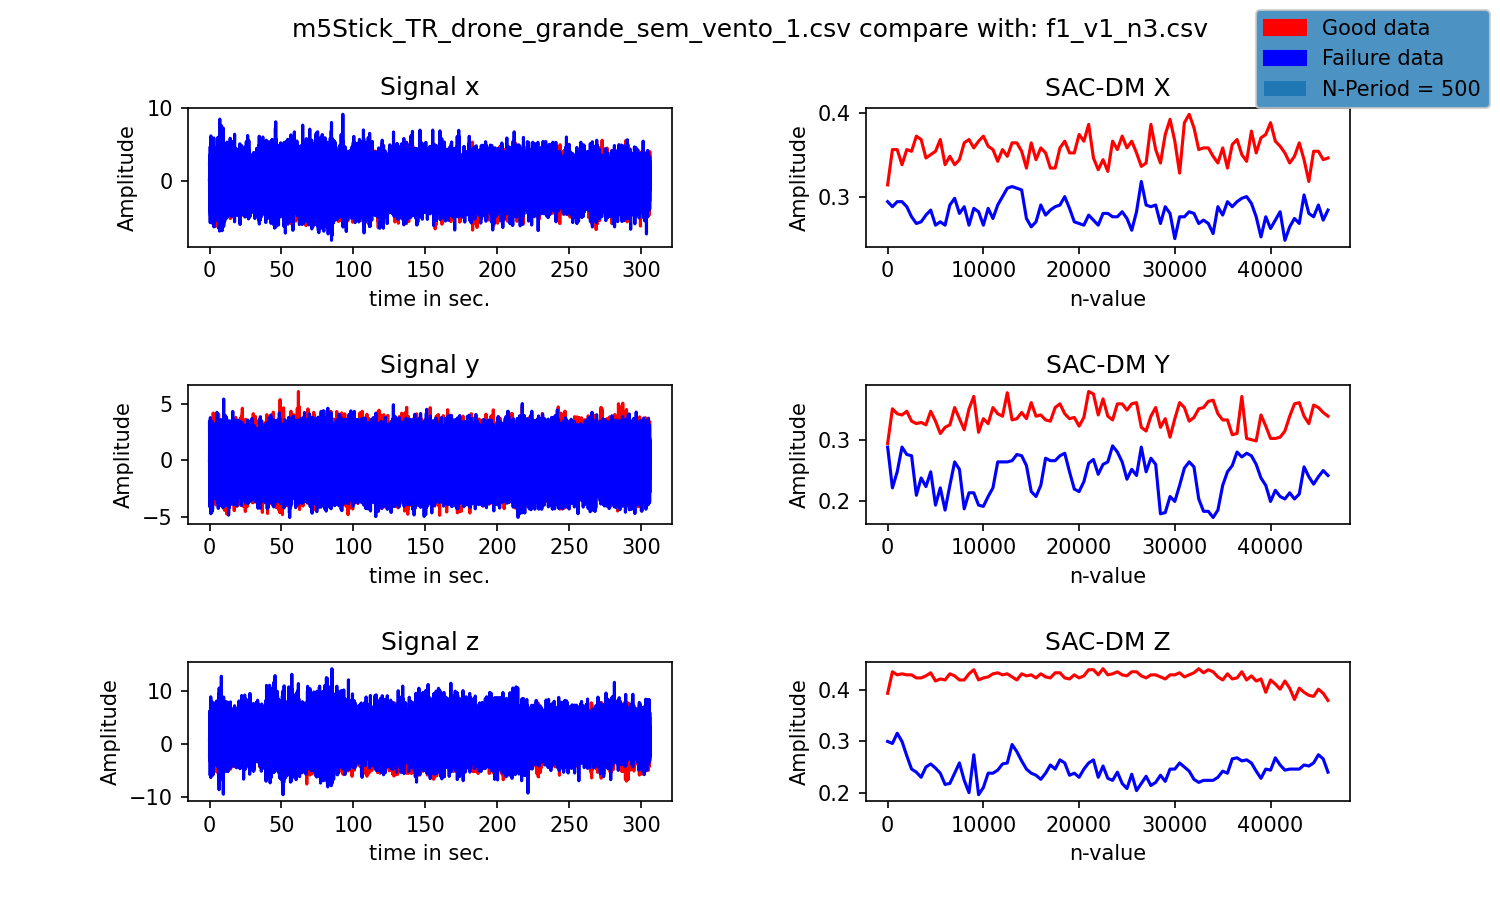 m5Stick_TR_drone_grande_sem_vento_1.csv compare with: f1_v1_n3.csv
Good data
Failure data
N-Period = 500
Signal x
Amplitude
10
0
0 50 100 150 200 250 300
time in sec.
SAC-DM X
Amplitude
0.4
0.3
0 10000 20000 30000 40000
n-value
Signal y
Amplitude
5
0
−5
0 50 100 150 200 250 300
time in sec.
SAC-DM Y
Amplitude
0.3
0.2
0 10000 20000 30000 40000
n-value
Signal z
Amplitude
10
0
−10
0 50 100 150 200 250 300
time in sec.
SAC-DM Z
Amplitude
0.4
0.3
0.2
0 10000 20000 30000 40000
n-value